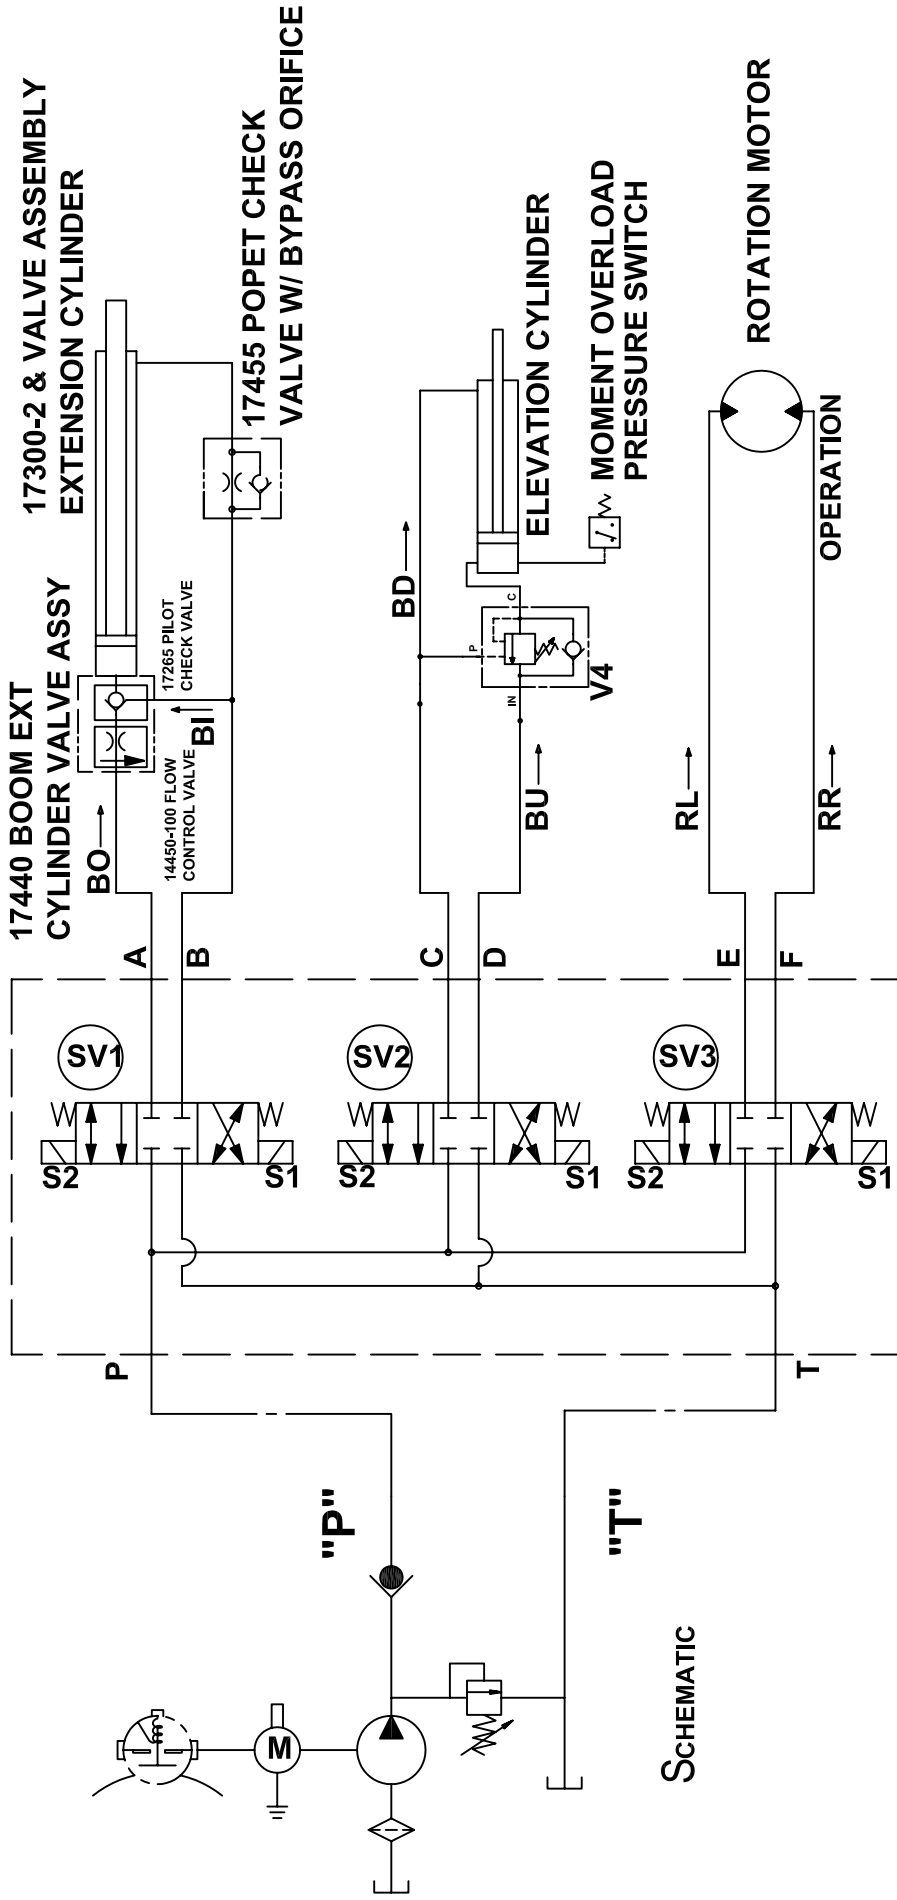 17440 BOOM EXT
CYLINDER VALVE ASSY
17300-2 & VALVE ASSEMBLY
EXTENSION CYLINDER
BO
14450-100 FLOW
CONTROL VALVE
BI
17265 PILOT
CHECK VALVE
17455 POPET CHECK
VALVE W/ BYPASS ORIFICE
A
B
SV1
S2
S1
BD
P
C
IN
V4
BU
ELEVATION CYLINDER
MOMENT OVERLOAD
PRESSURE SWITCH
C
D
SV2
S2
S1
RL
RR
ROTATION MOTOR
OPERATION
E
F
SV3
S2
S1
P
T
"P"
"T"
M
SCHEMATIC